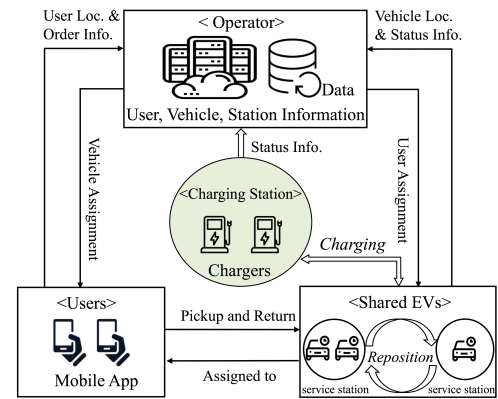 User Loc. &
Order Info.
< Operator>
Data
User, Vehicle, Station Information
Vehicle Loc.
& Status Info.
Vehicle Assignment
Status Info.
User Assignment
<Charging Station>
Chargers
Charging
<Users>
Mobile App
Pickup and Return
Assigned to
<Shared EVs>
Reposition
service station
service station